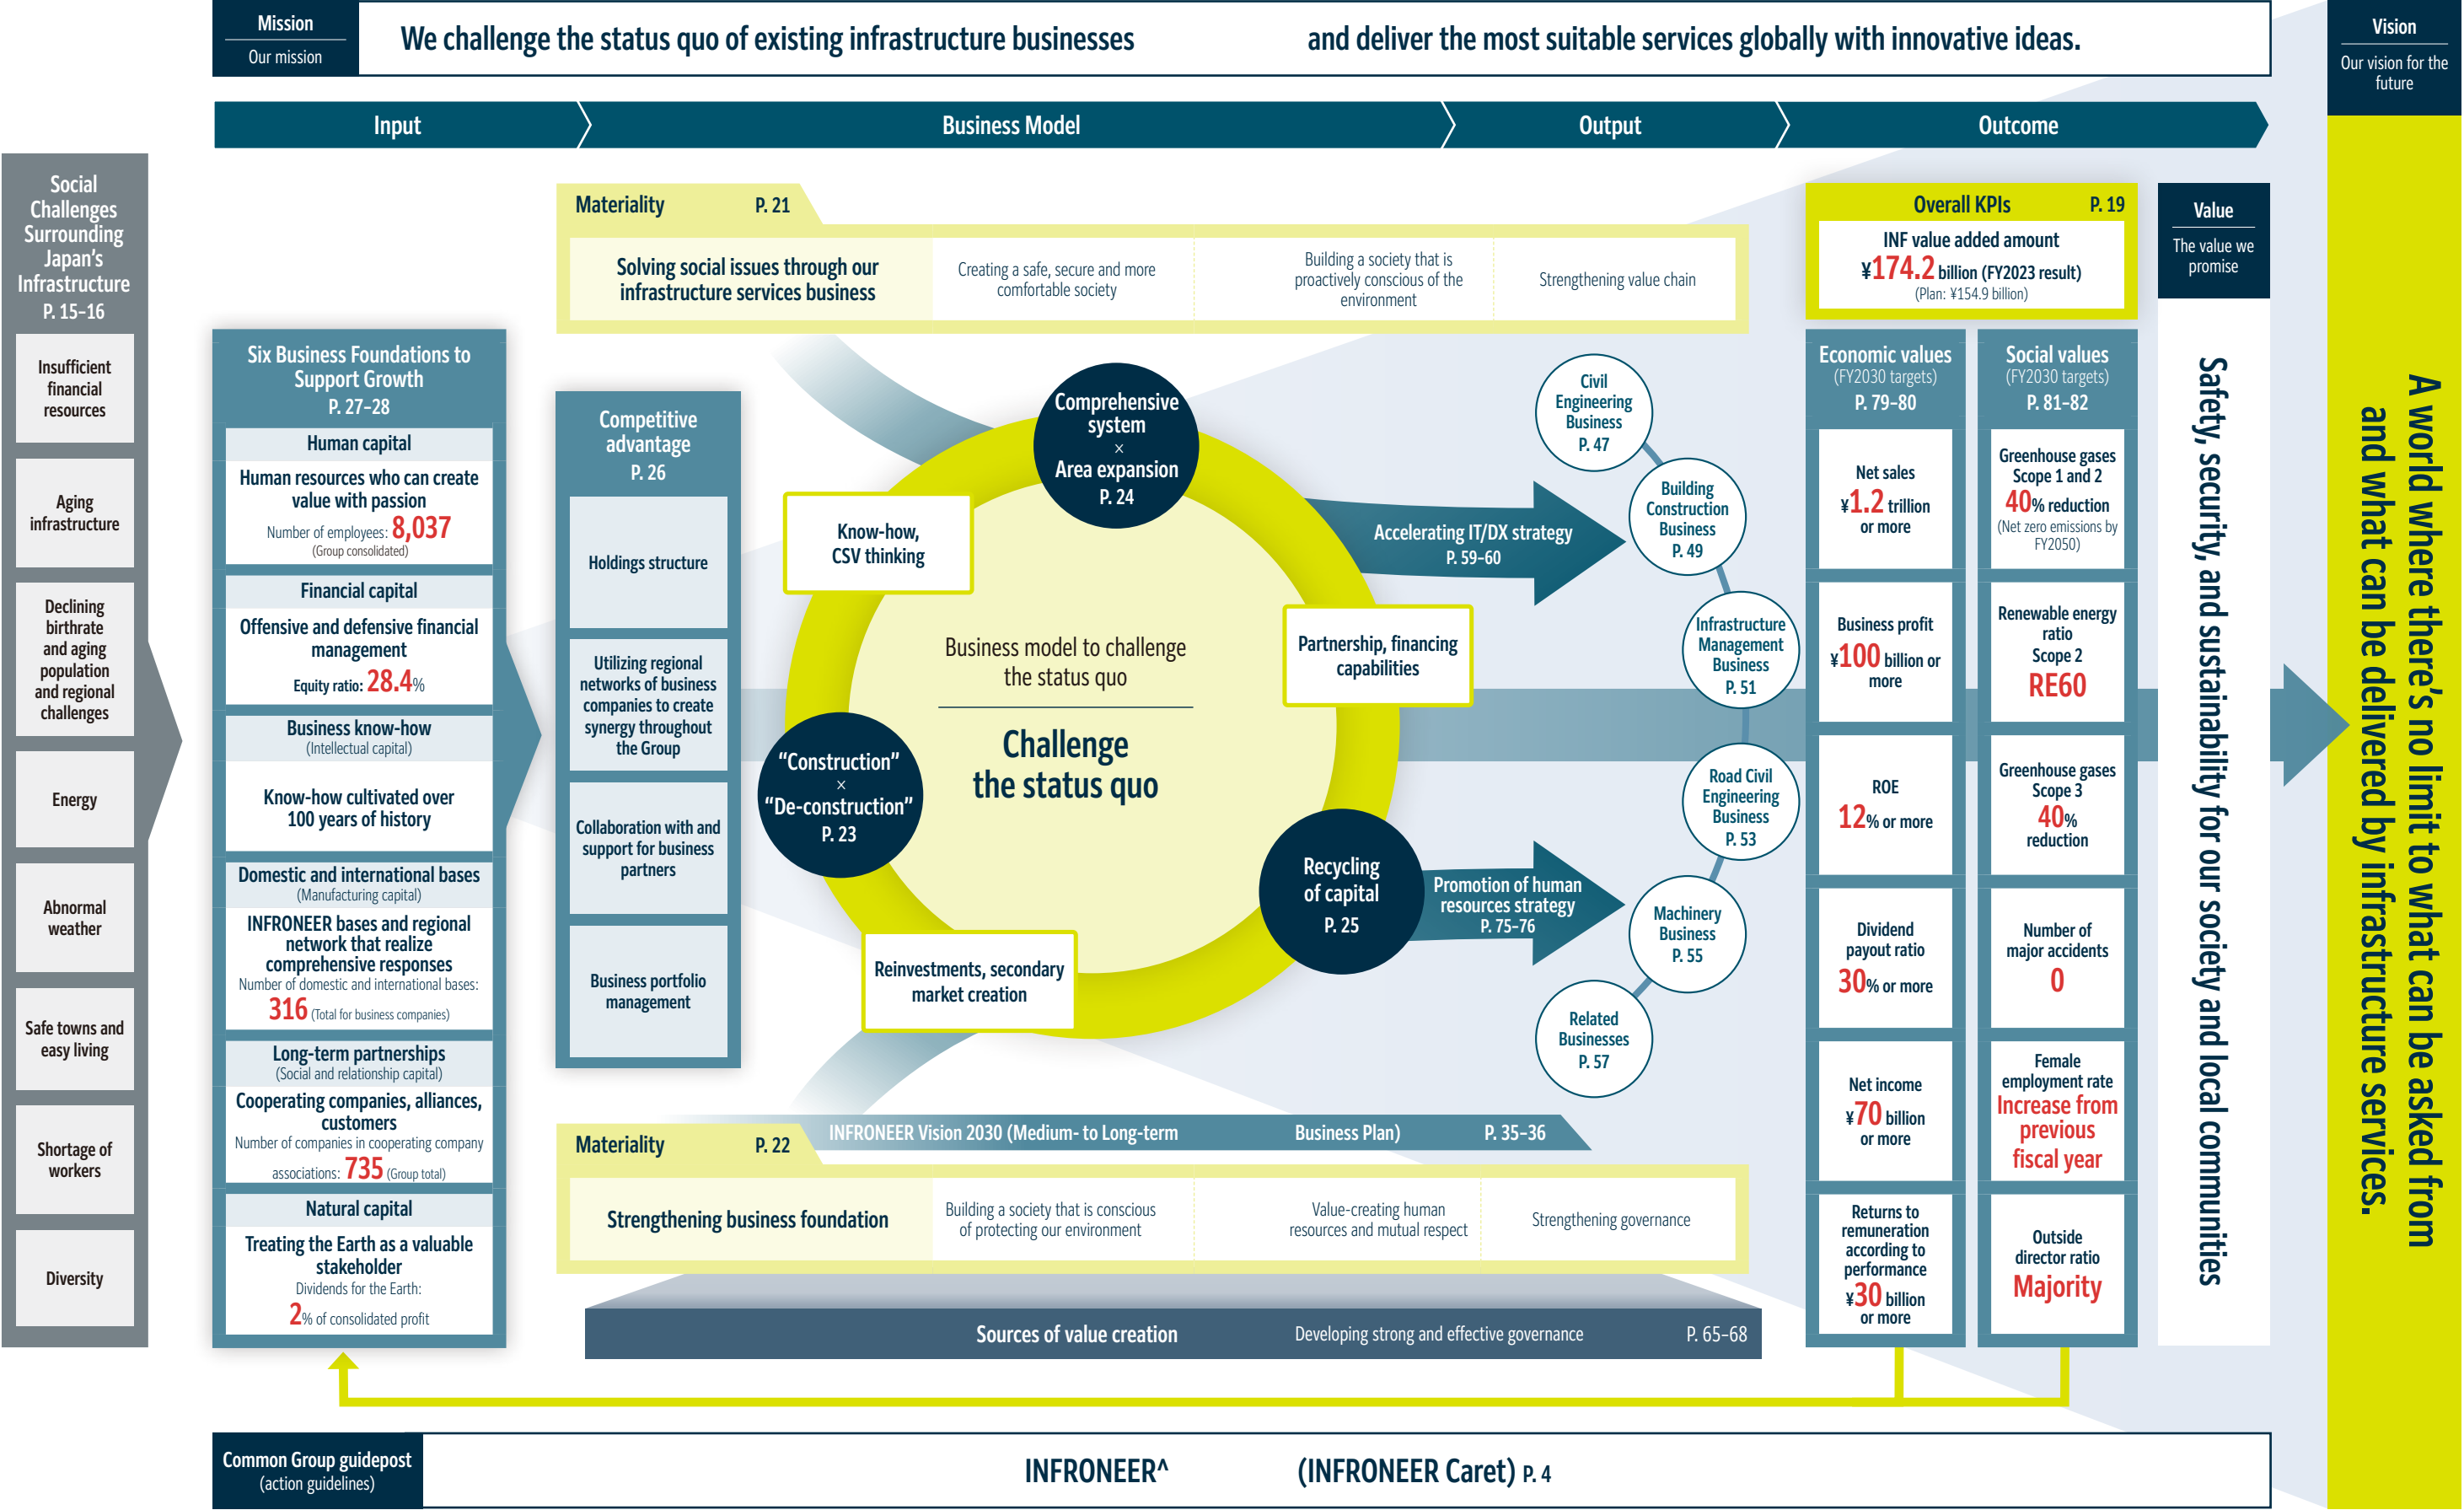 Mission
Our mission
We challenge the status quo of existing infrastructure businesses and deliver the most suitable services globally with innovative ideas.
Vision
Our vision for the
future
Input
Business Model
Output
Outcome
Social
Challenges
Surrounding
Japan's
Infrastructure
P. 15–16
Insufficient
financial
resources
Aging
infrastructure
Declining
birthrate
and aging
population
and regional
challenges
Energy
Abnormal
weather
Safe towns and
easy living
Shortage of
workers
Diversity
Six Business Foundations to
Support Growth
P. 27–28
Human capital
Human resources who can create
value with passion
Number of employees: 8,037
(Group consolidated)
Financial capital
Offensive and defensive financial
management
Equity ratio: 28.4%
Business know-how
(Intellectual capital)
Know-how cultivated over
100 years of history
Domestic and international bases
(Manufacturing capital)
INFRONEER bases and regional
network that realize
comprehensive responses
Number of domestic and international bases:
316 (Total for business companies)
Long-term partnerships
(Social and relationship capital)
Cooperating companies, alliances,
customers
Number of companies in cooperating company
associations: 735 (Group total)
Natural capital
Treating the Earth as a valuable
stakeholder
Dividends for the Earth:
2% of consolidated profit
Materiality P. 21
Solving social issues through our
infrastructure services business
Creating a safe, secure and more
comfortable society
Building a society that is
proactively conscious of the
environment
Strengthening value chain
Competitive
advantage
P. 26
Holdings structure
Utilizing regional
networks of business
companies to create
synergy throughout
the Group
Collaboration with and
support for business
partners
Business portfolio
management
Comprehensive
system
×
Area expansion
P. 24
Know-how,
CSV thinking
Partnership, financing
capabilities
Business model to challenge
the status quo
Challenge
the status quo
"Construction"
×
"De-construction"
P. 23
Recycling
of capital
P. 25
Reinvestments, secondary
market creation
Accelerating IT/DX strategy
P. 59–60
Promotion of human
resources strategy
P. 75–76
Civil
Engineering
Business
P. 47
Building
Construction
Business
P. 49
Infrastructure
Management
Business
P. 51
Road Civil
Engineering
Business
P. 53
Machinery
Business
P. 55
Related
Businesses
P. 57
INFRONEER Vision 2030 (Medium- to Long-term Business Plan) P. 35–36
Materiality P. 22
Strengthening business foundation
Building a society that is conscious
of protecting our environment
Value-creating human
resources and mutual respect
Strengthening governance
Sources of value creation Developing strong and effective governance P. 65–68
Overall KPIs P. 19
INF value added amount
¥174.2 billion (FY2023 result)
(Plan: ¥154.9 billion)
Economic values
(FY2030 targets)
P. 79–80
Net sales
¥1.2 trillion
or more
Business profit
¥100 billion or
more
ROE
12% or more
Dividend
payout ratio
30% or more
Net income
¥70 billion
or more
Returns to
remuneration
according to
performance
¥30 billion
or more
Social values
(FY2030 targets)
P. 81–82
Greenhouse gases
Scope 1 and 2
40% reduction
(Net zero emissions by
FY2050)
Renewable energy
ratio
Scope 2
RE60
Greenhouse gases
Scope 3
40%
reduction
Number of
major accidents
0
Female
employment rate
Increase from
previous
fiscal year
Outside
director ratio
Majority
Value
The value we
promise
Safety, security, and sustainability for our society and local communities
A world where there's no limit to what can be asked from
and what can be delivered by infrastructure services.
Common Group guidepost
(action guidelines)
INFRONEER^ (INFRONEER Caret) P. 4